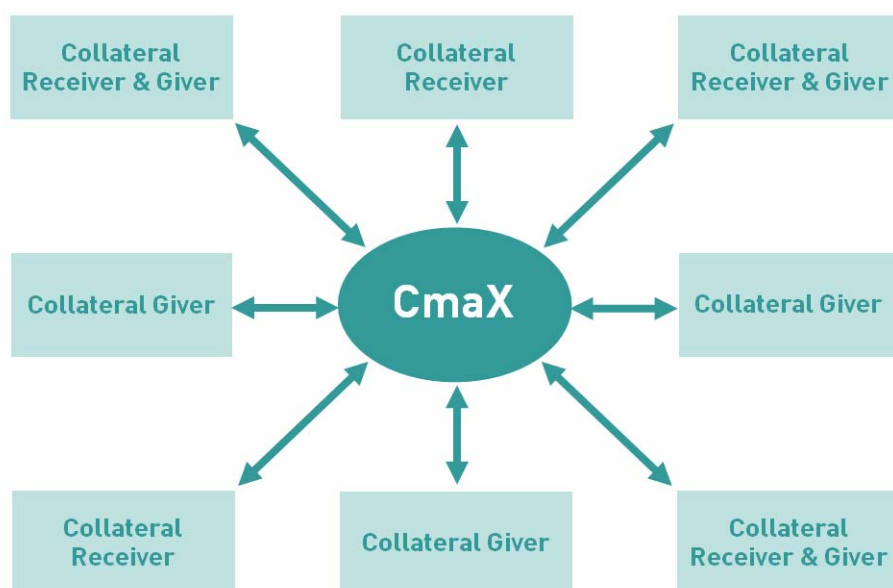 Collateral
Receiver & Giver
Collateral
Receiver
Collateral
Receiver & Giver
Collateral Giver
CmaX
Collateral Giver
Collateral
Receiver
Collateral Giver
Collateral
Receiver & Giver